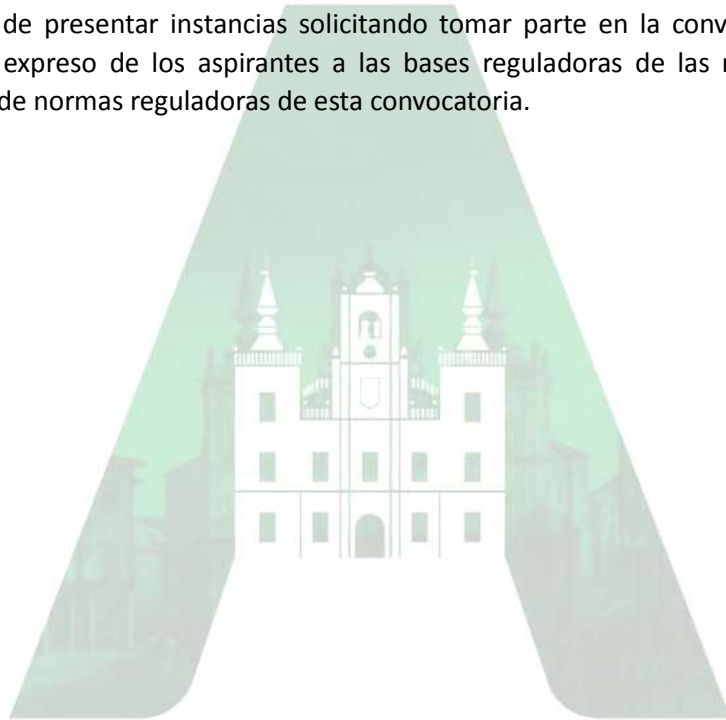 de presentar instancias solicitando tomar parte en la conv
expreso de los aspirantes a las bases reguladoras de las
de normas reguladoras de esta convocatoria.